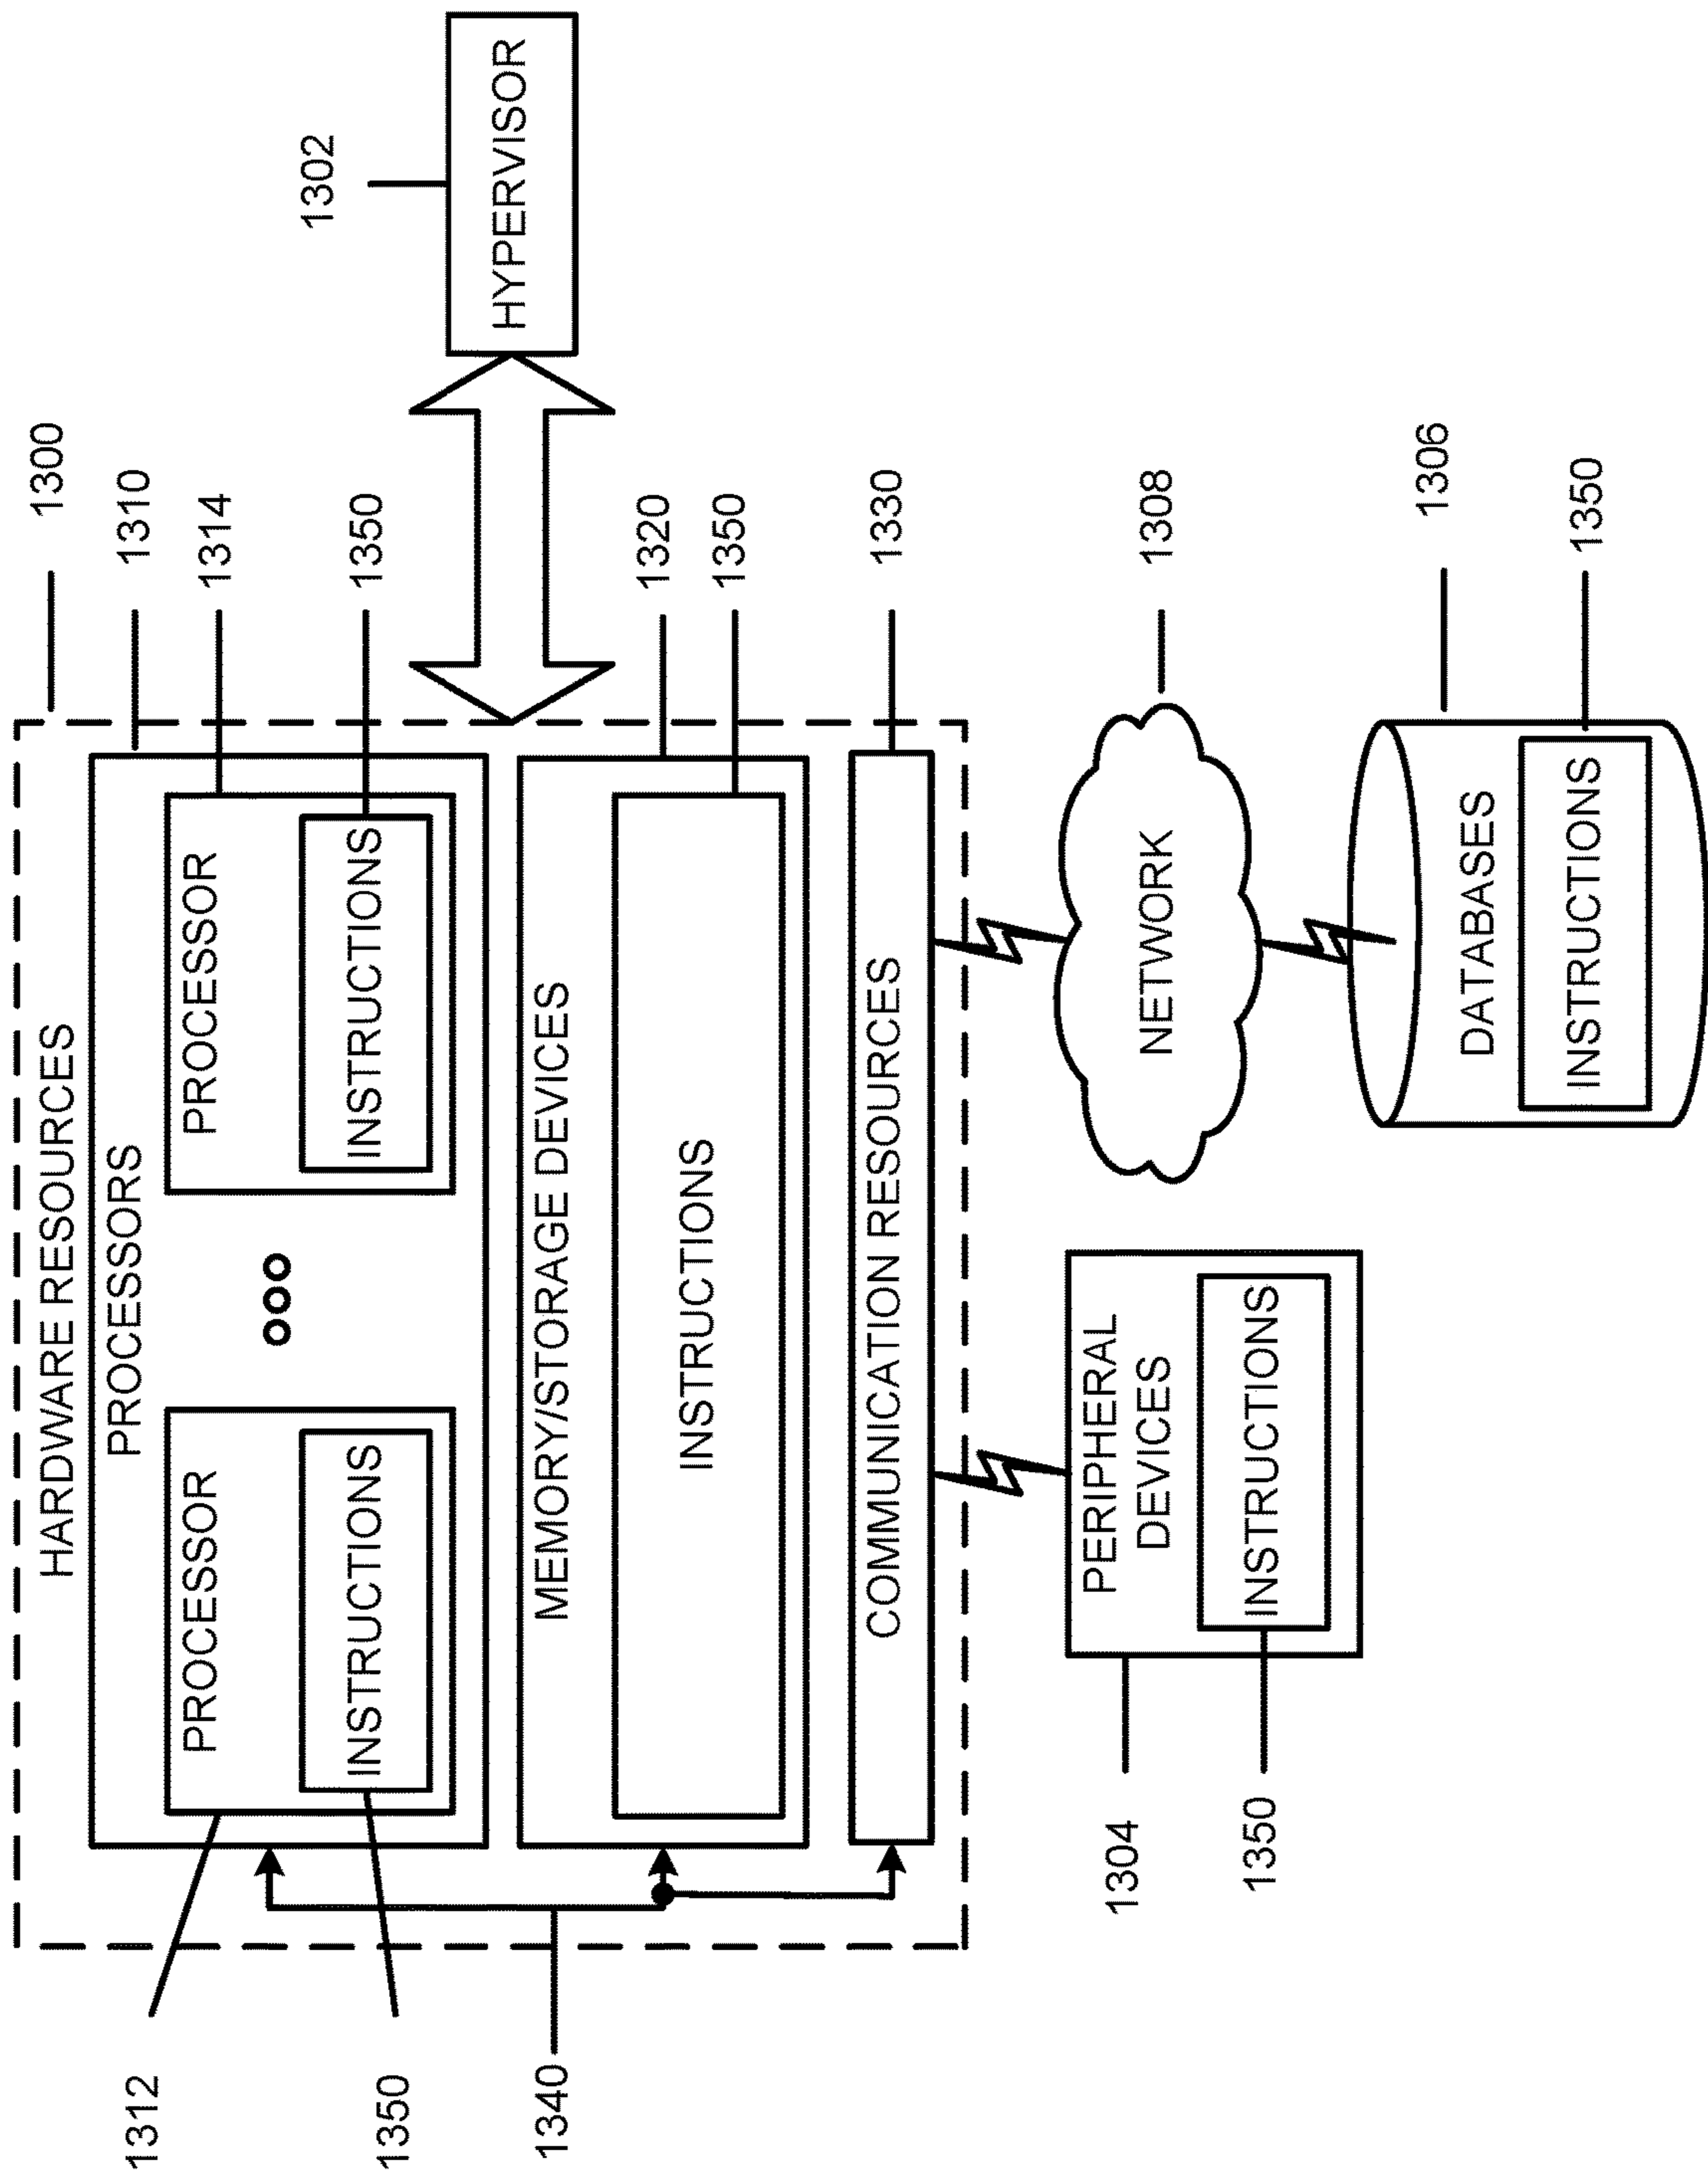 HARDWARE RESOURCES
1300
PROCESSORS
1310
PROCESSOR
PROCESSOR
1314
1312
INSTRUCTIONS
INSTRUCTIONS
1350
1350
1302
HYPERVISOR
MEMORY/STORAGE DEVICES
1320
1340
INSTRUCTIONS
1350
COMMUNICATION RESOURCES
1330
PERIPHERAL
DEVICES
1304
INSTRUCTIONS
1350
NETWORK
1308
1306
DATABASES
INSTRUCTIONS
1350